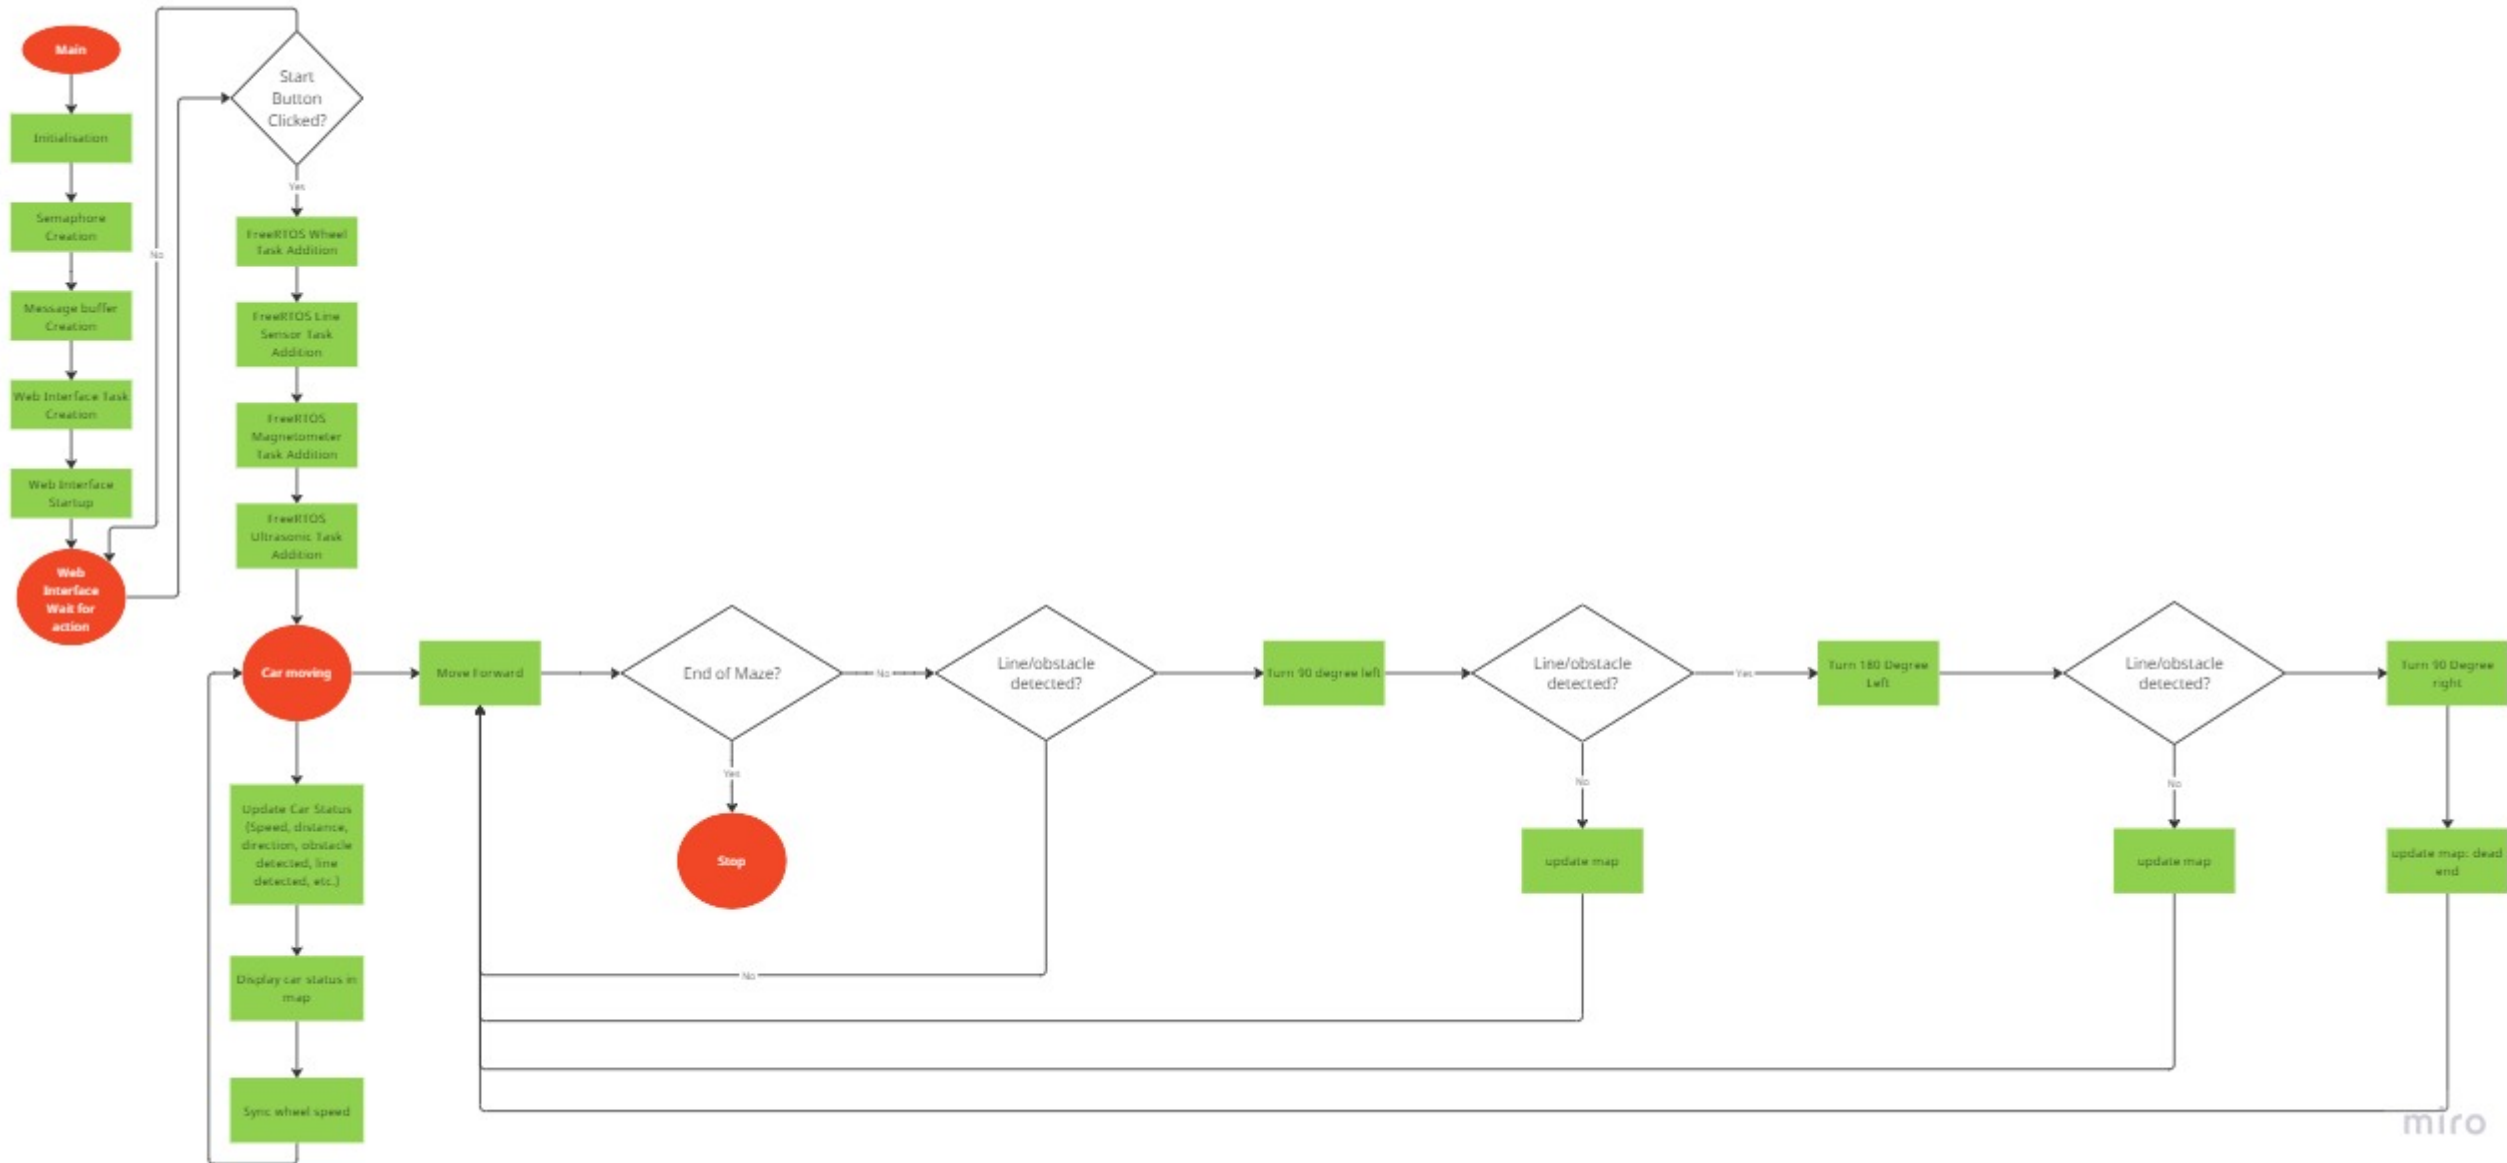 Main
Initialisation
Semaphore
Creation
Message buffer
Creation
Web Interface Task
Creation
Web Interface
Startup
Web
Interface
Wait for
action
No
Start
Button
Clicked?
Yes
FreeRTOS Wheel
Task Addition
FreeRTOS Line
Sensor Task
Addition
FreeRTOS
Magnetometer
Task Addition
FreeRTOS
Ultrasonic Task
Addition
Car moving
Update Car Status
(Speed, distance,
direction, obstacle
detected, line
detected, etc.)
Display car status in
map
Sync wheel speed
Move Forward
End of Maze?
Yes
Stop
No
Line/obstacle
detected?
No
Turn 90 degree left
Line/obstacle
detected?
No
update map
Yes
Turn 180 Degree
Left
Line/obstacle
detected?
No
update map
Turn 90 Degree
right
update map: dead
end
miro